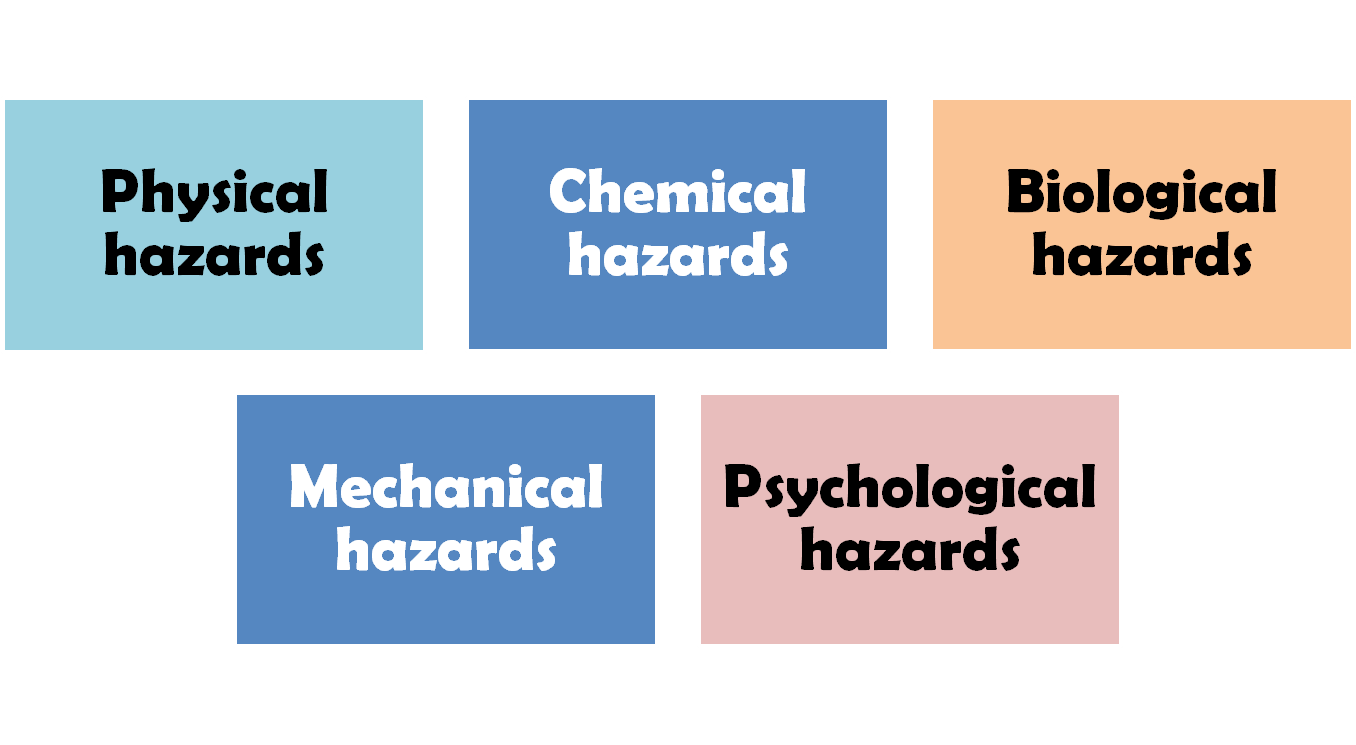 Physical
hazards
Chemical
hazards
Biological
hazards
Mechanical
hazards
Psychological
hazards